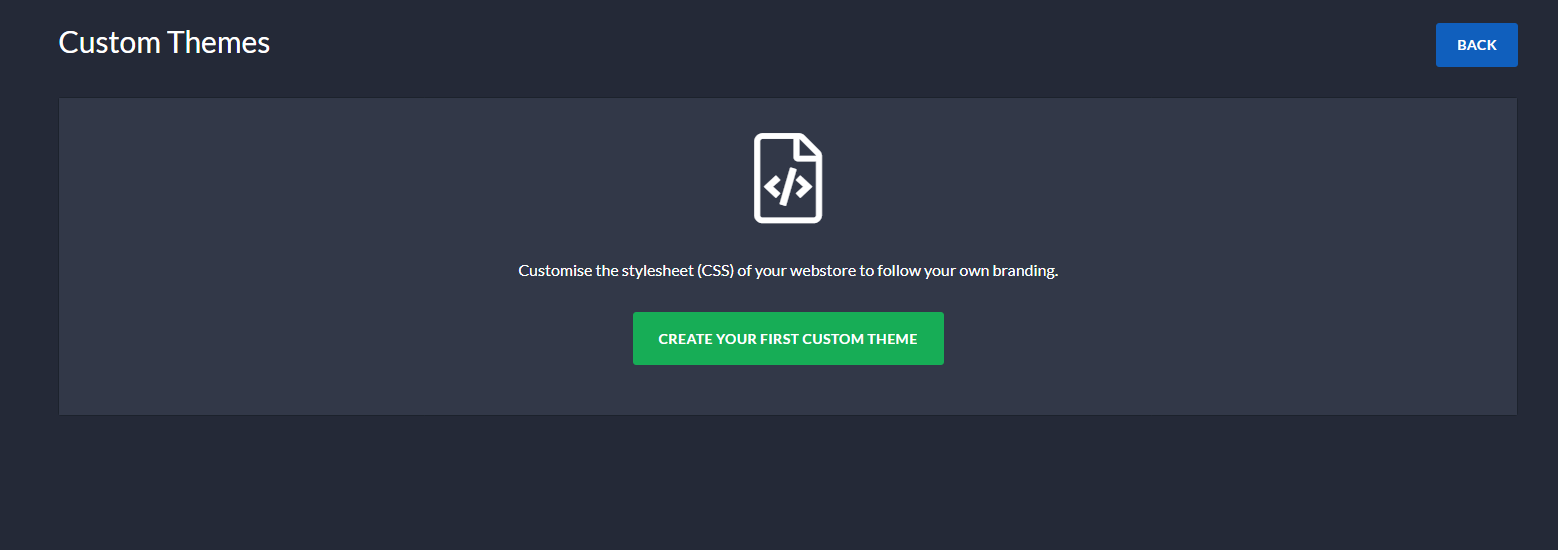 Custom Themes
BACK
</>
Customise the stylesheet (CSS) of your webstore to follow your own branding.
CREATE YOUR FIRST CUSTOM THEME